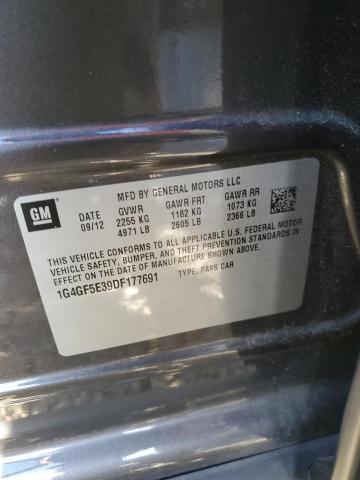 MFD BY GENERAL MOTORS LLC
GM DATE GVWR GAWR FRT GAWR RR
09/12 2255 KG 1182 KG 1073 KG
4971 LB 2605 LB 2366 LB
THIS VEHICLE CONFORMS TO ALL APPLICABLE U.S. FEDERAL MOTOR
VEHICLE SAFETY, BUMPER, AND THEFT PREVENTION STANDARDS IN
EFFECT ON THE DATE OF MANUFACTURE SHOWN ABOVE.
1G4GF5E39DF177691 TYPE: PASS CAR